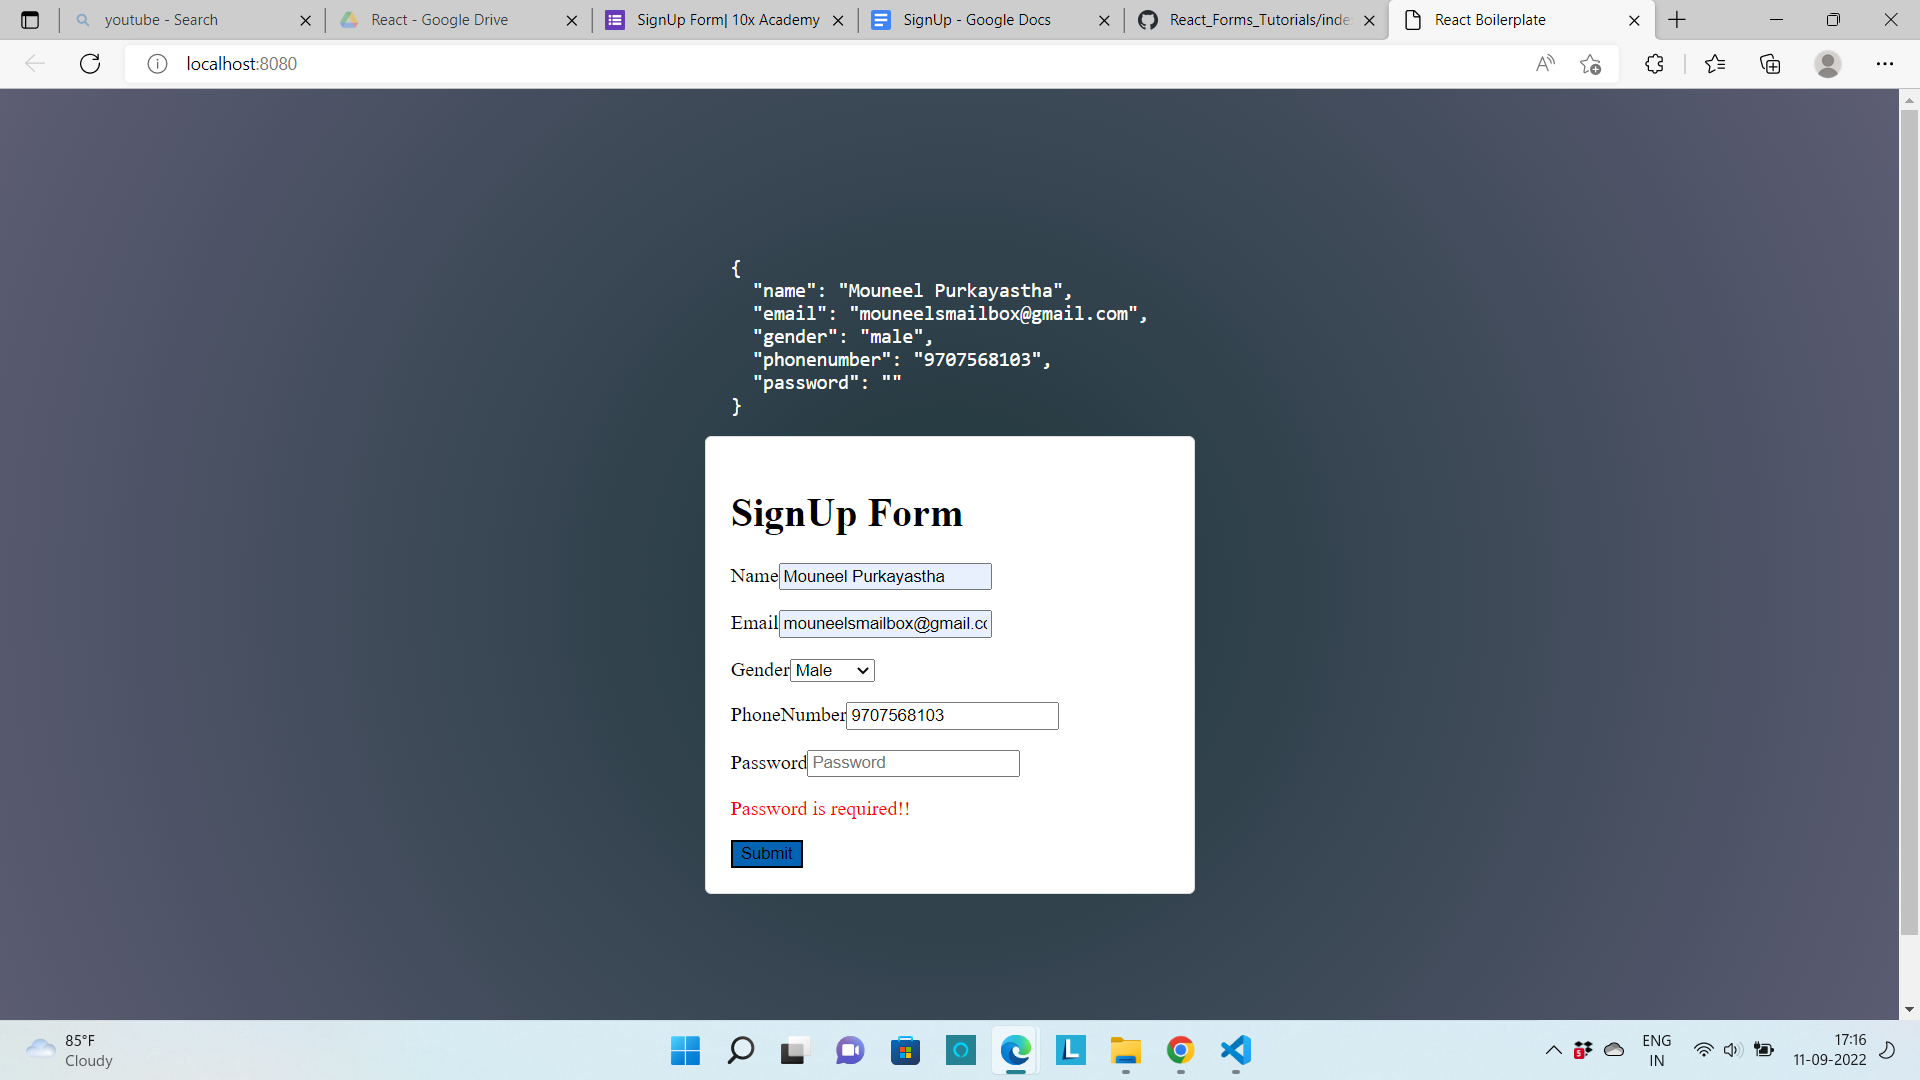 youtube - Search
React - Google Drive
SignUp Form| 10x Academy
SignUp - Google Docs
React_Forms_Tutorials/inde
React Boilerplate
localhost:8080
{
"name": "Mouneel Purkayastha",
"email": "mouneelsmailbox@gmail.com",
"gender": "male",
"phonenumber": "9707568103",
"password": ""
}
SignUp Form
Name Mouneel Purkayastha
Email mouneelsmailbox@gmail.co
Gender Male
PhoneNumber 9707568103
Password Password
Password is required!!
Submit
85°F
Cloudy
5
L
ENG
IN
17:16
11-09-2022